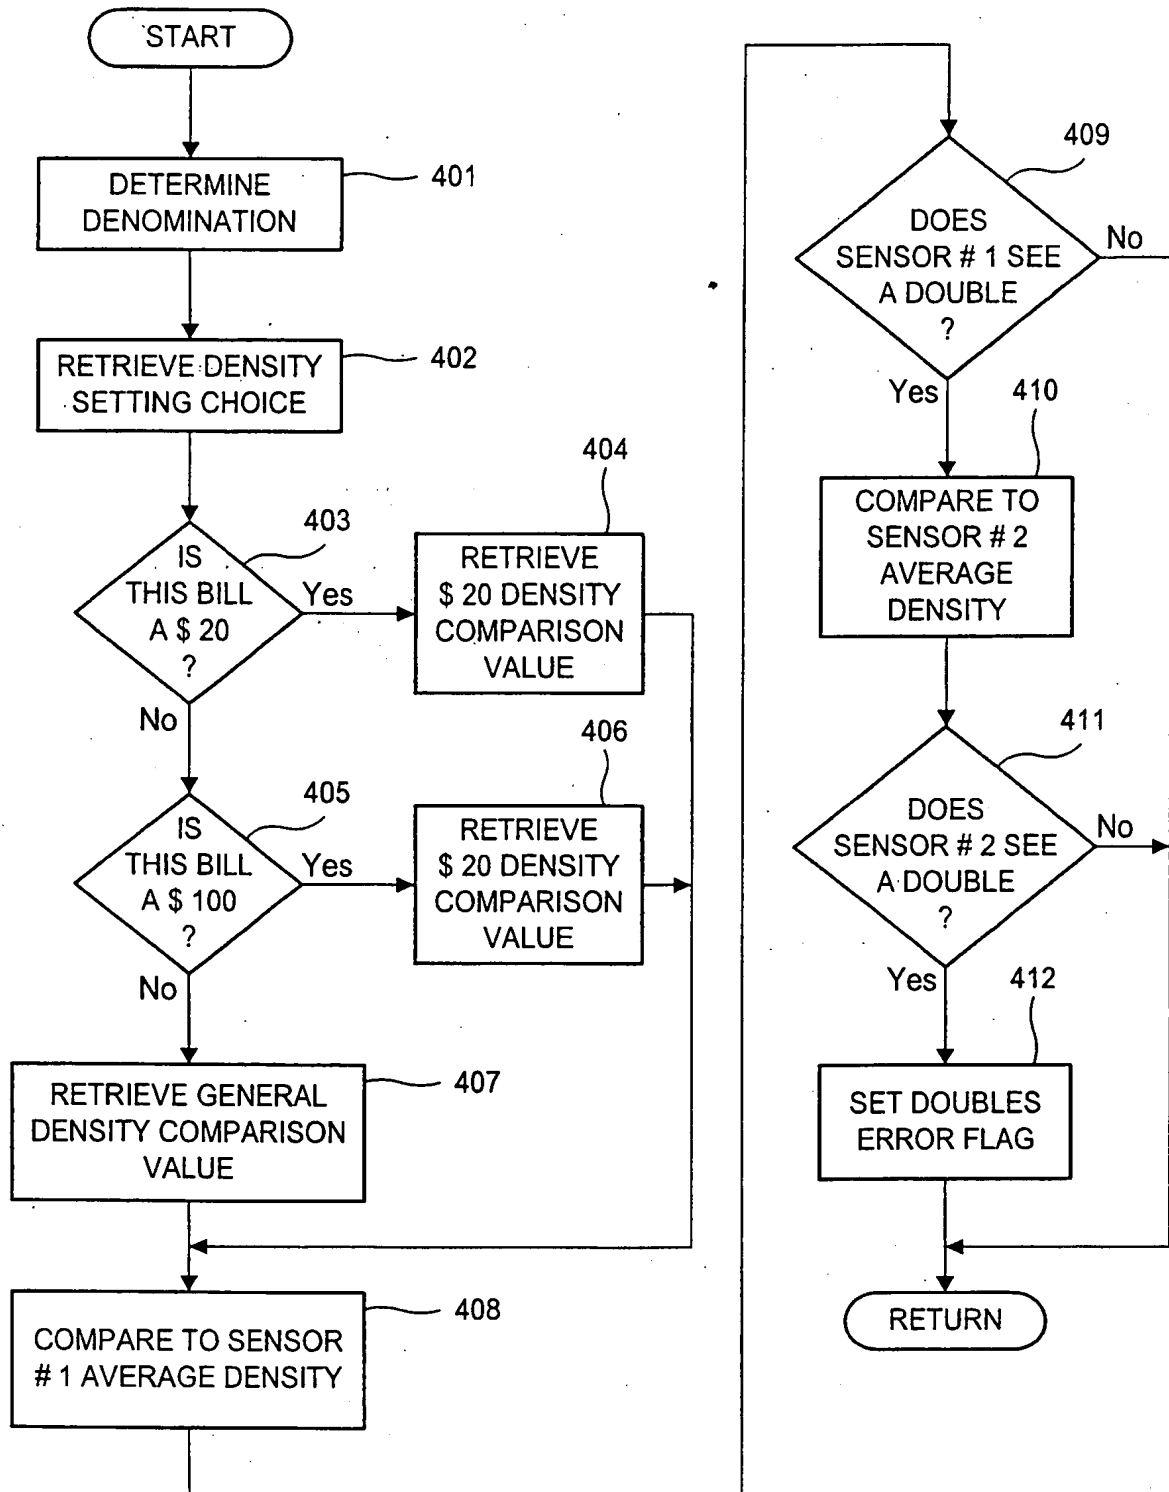 START
DETERMINE
DENOMINATION
401
RETRIEVE DENSITY
SETTING CHOICE
402
IS
THIS BILL
A $ 20
?
403
Yes
No
RETRIEVE
$ 20 DENSITY
COMPARISON
VALUE
404
IS
THIS BILL
A $ 100
?
405
Yes
No
RETRIEVE
$ 20 DENSITY
COMPARISON
VALUE
406
RETRIEVE GENERAL
DENSITY COMPARISON
VALUE
407
COMPARE TO SENSOR
# 1 AVERAGE DENSITY
408
DOES
SENSOR # 1 SEE
A DOUBLE
?
409
No
Yes
COMPARE TO
SENSOR # 2
AVERAGE
DENSITY
410
DOES
SENSOR # 2 SEE
A DOUBLE
?
411
No
Yes
SET DOUBLES
ERROR FLAG
412
RETURN